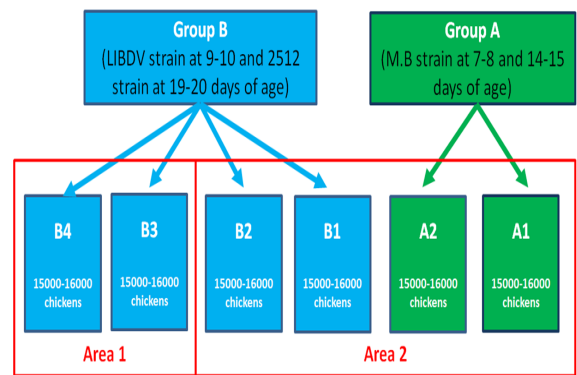 Group B
(LIBDV strain at 9-10 and 2512
strain at 19-20 days of age)
Group A
(M.B strain at 7-8 and 14-15
days of age)
B4
15000-16000
chickens
B3
15000-16000
chickens
B2
15000-16000
chickens
B1
15000-16000
chickens
A2
15000-16000
chickens
A1
15000-16000
chickens
Area 1
Area 2